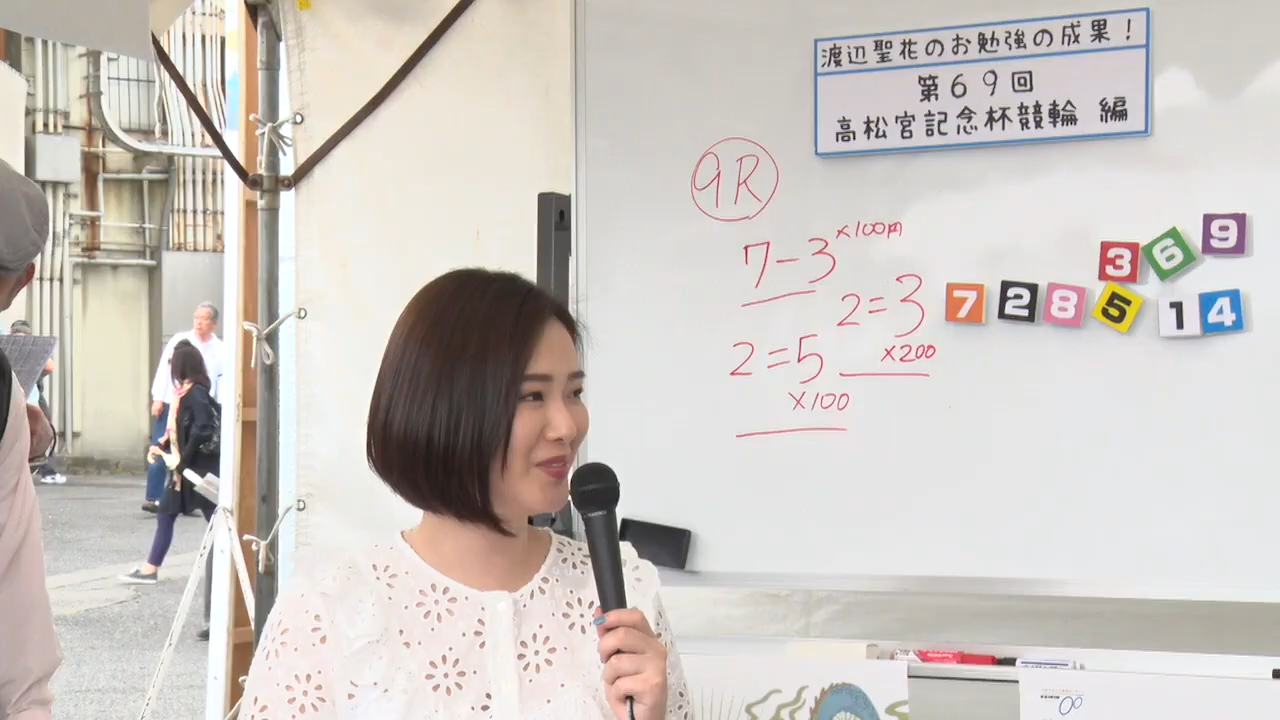 渡辺聖花のお勉強の成果！
第69回
高松宮記念杯競輪 編
9R
7-3 ×100円
2=3
×200
2=5
×100
3 6 9
7 2 8 5 1 4